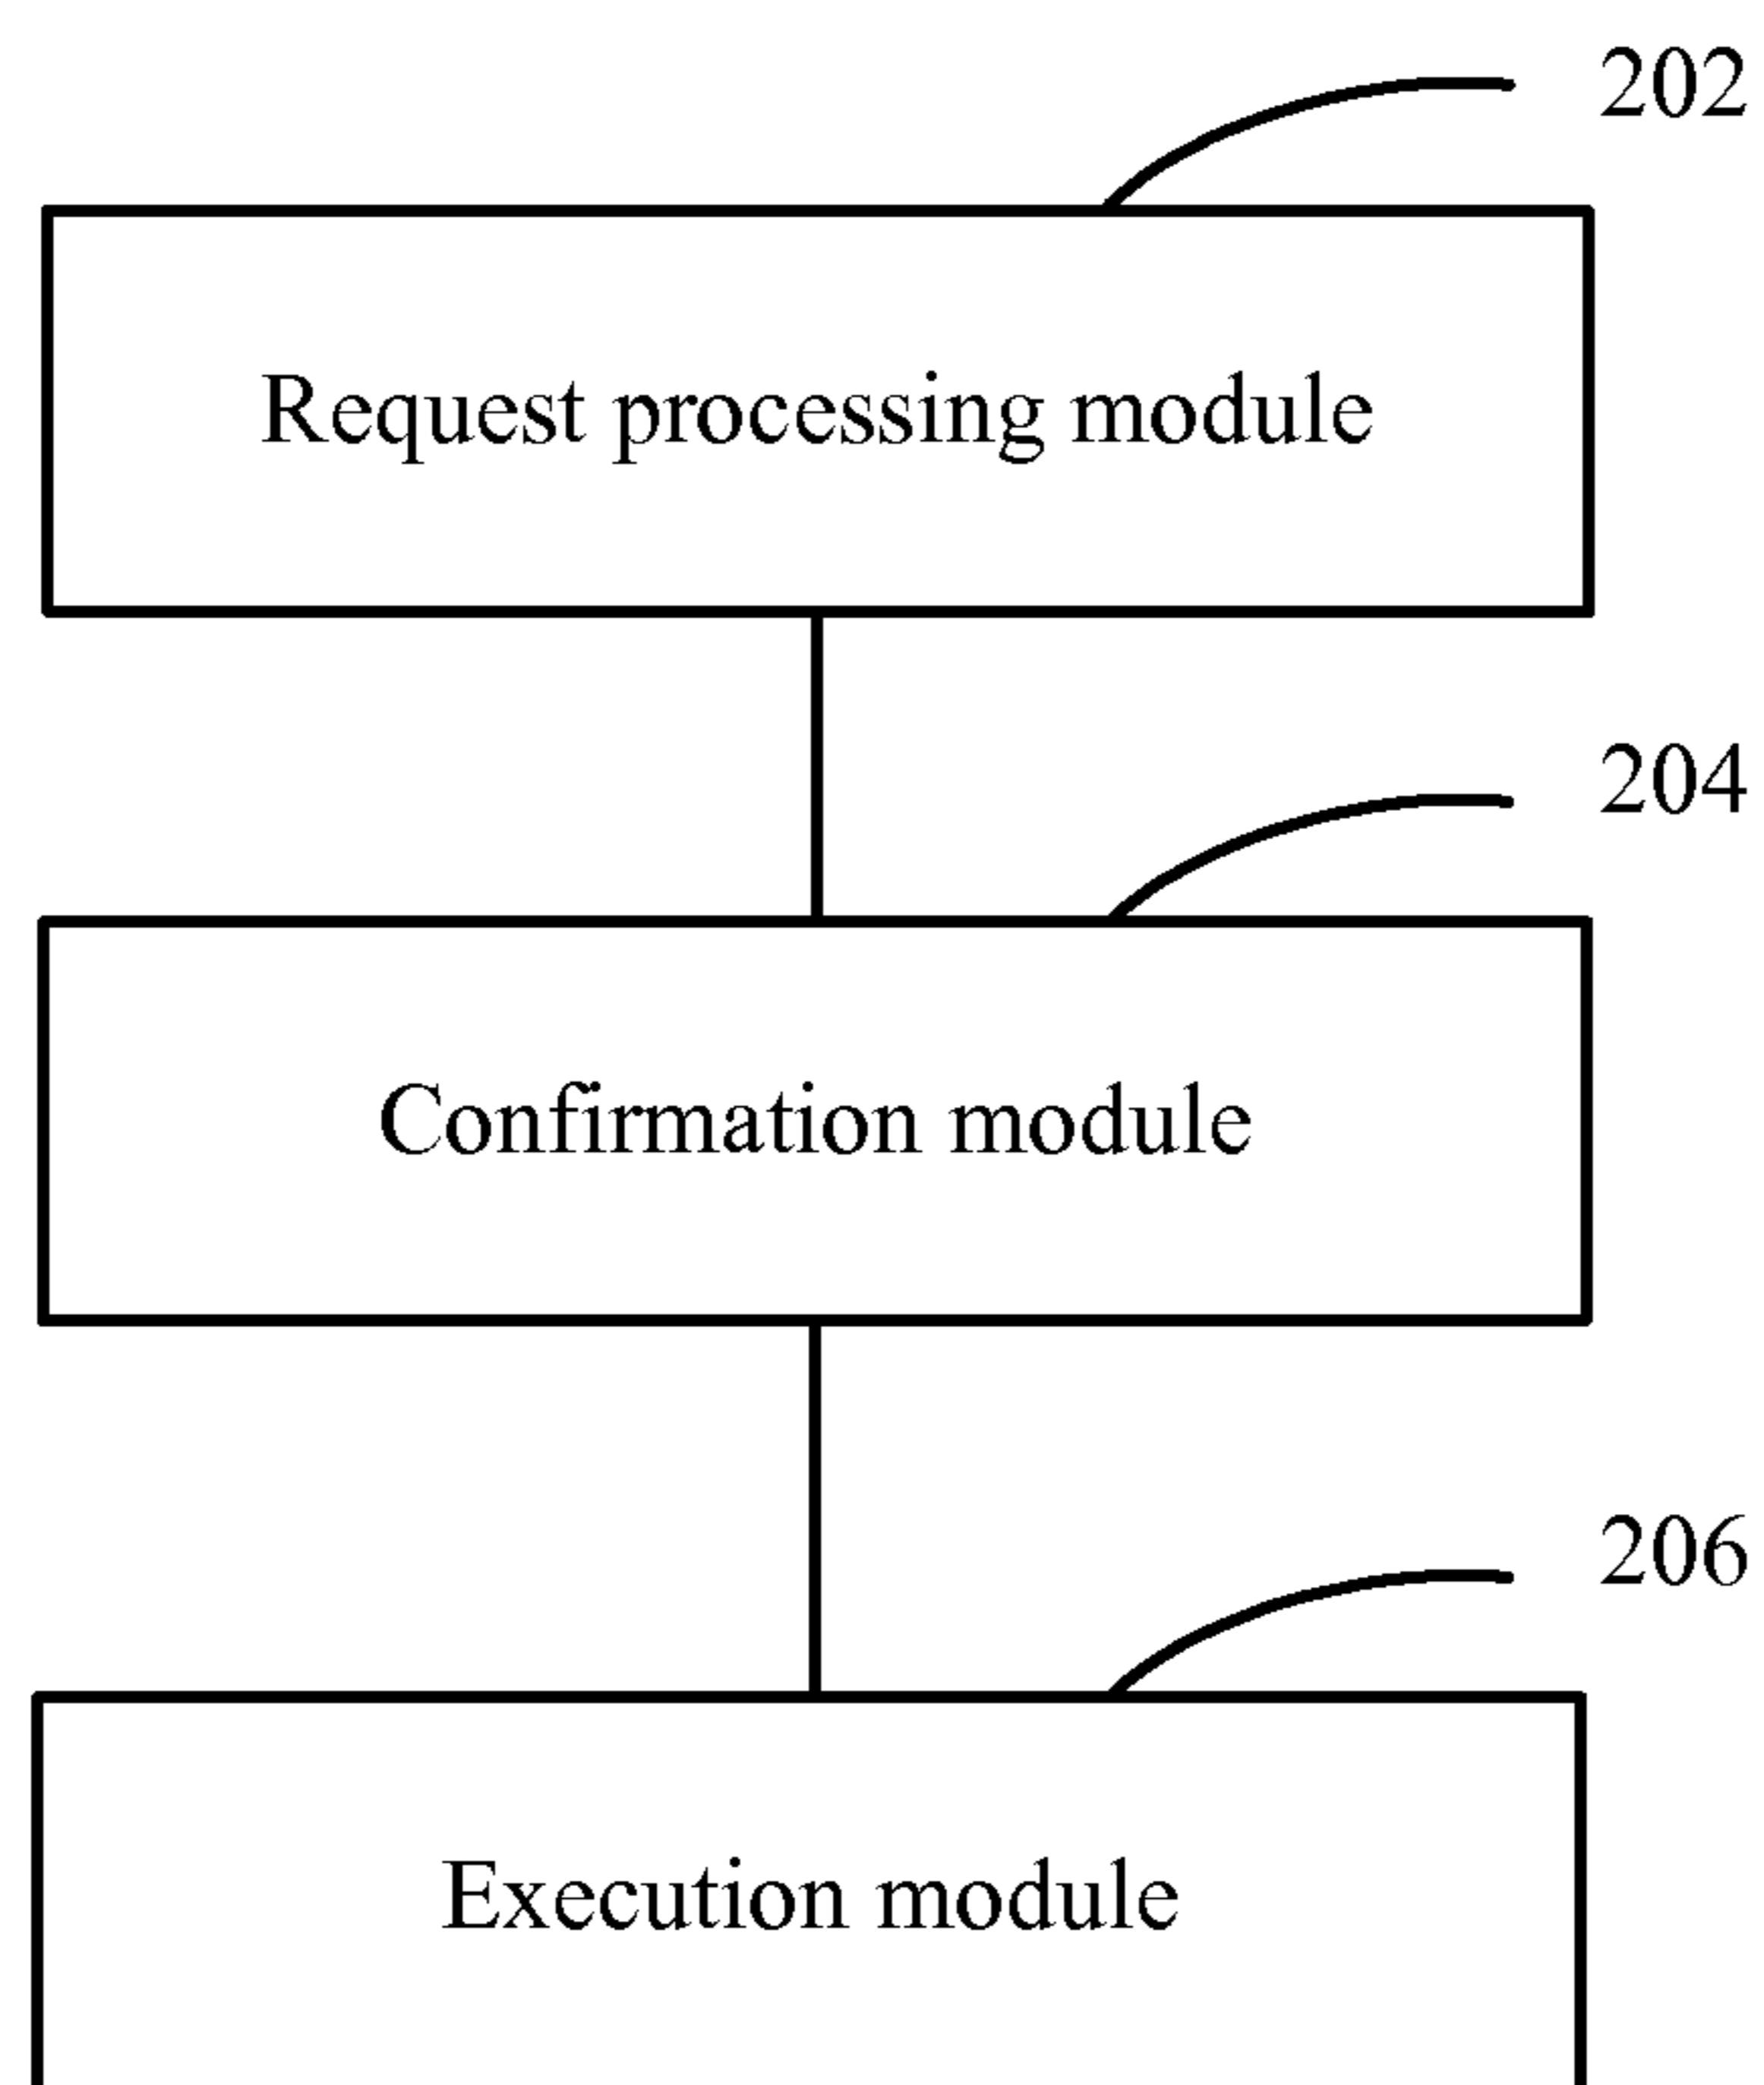 202
Request processing module
204
Confirmation module
206
Execution module